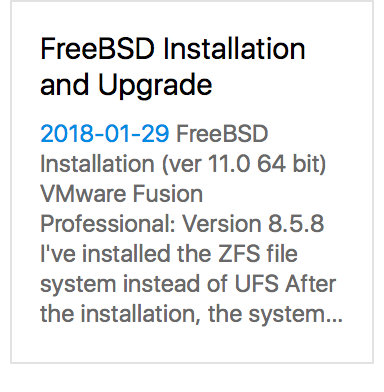 FreeBSD Installation
and Upgrade
2018-01-29 FreeBSD
Installation (ver 11.0 64 bit)
VMware Fusion
Professional: Version 8.5.8
I've installed the ZFS file
system instead of UFS After
the installation, the system...